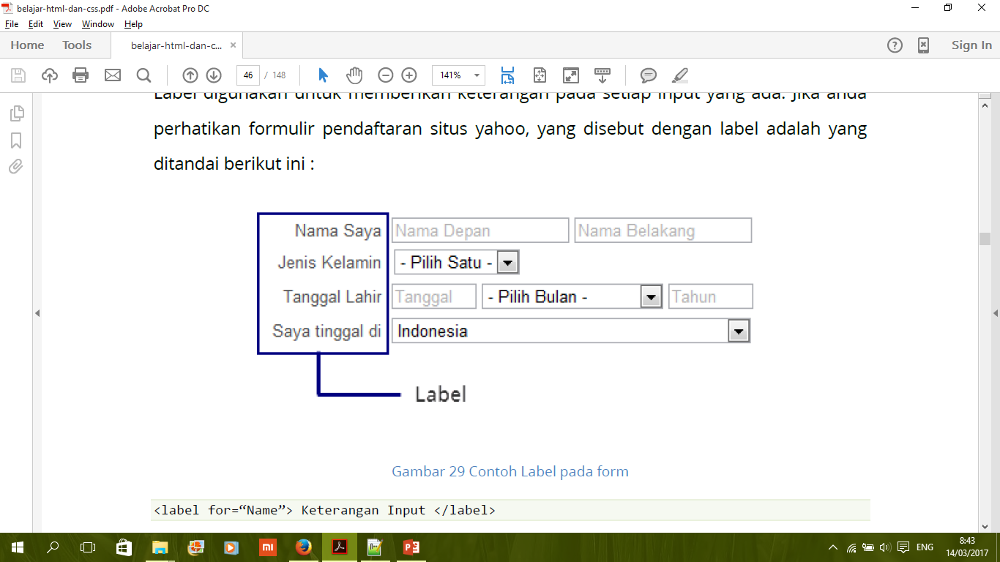 belajar-html-dan-css.pdf - Adobe Acrobat Pro DC
File Edit View Window Help
Home Tools belajar-html-dan-c... × Sign In
46 / 148 141%
Label digunakan untuk memberikan keterangan pada setiap input yang ada. Jika anda
perhatikan formulir pendaftaran situs yahoo, yang disebut dengan label adalah yang
ditandai berikut ini :
Nama Saya Nama Depan Nama Belakang
Jenis Kelamin - Pilih Satu -
Tanggal Lahir Tanggal - Pilih Bulan - Tahun
Saya tinggal di Indonesia
Label
Gambar 29 Contoh Label pada form
<label for=“Name”> Keterangan Input </label>
ENG
8:43
14/03/2017